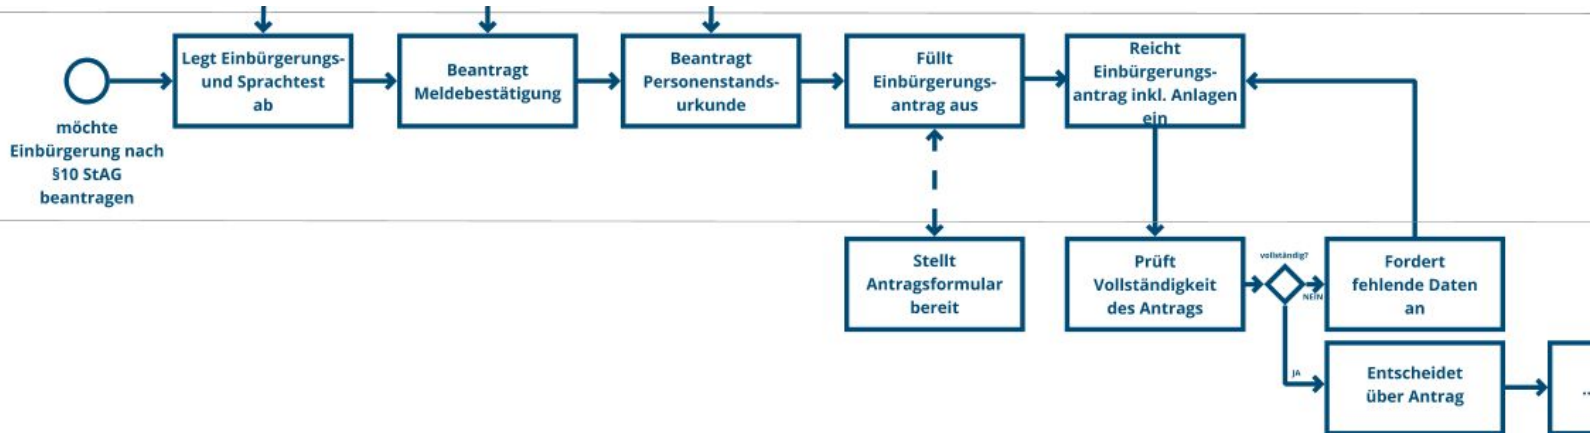 möchte
Einbürgerung nach
§10 StAG
beantragen
Legt Einbürgerungs-
und Sprachtest
ab
Beantragt
Meldebestätigung
Beantragt
Personenstands-
urkunde
Füllt
Einbürgerungs-
antrag aus
Reicht
Einbürgerungs-
antrag inkl. Anlagen
ein
Stellt
Antragsformular
bereit
Prüft
Vollständigkeit
des Antrags
vollständig?
NEIN
Fordert
fehlende Daten
an
JA
Entscheidet
über Antrag